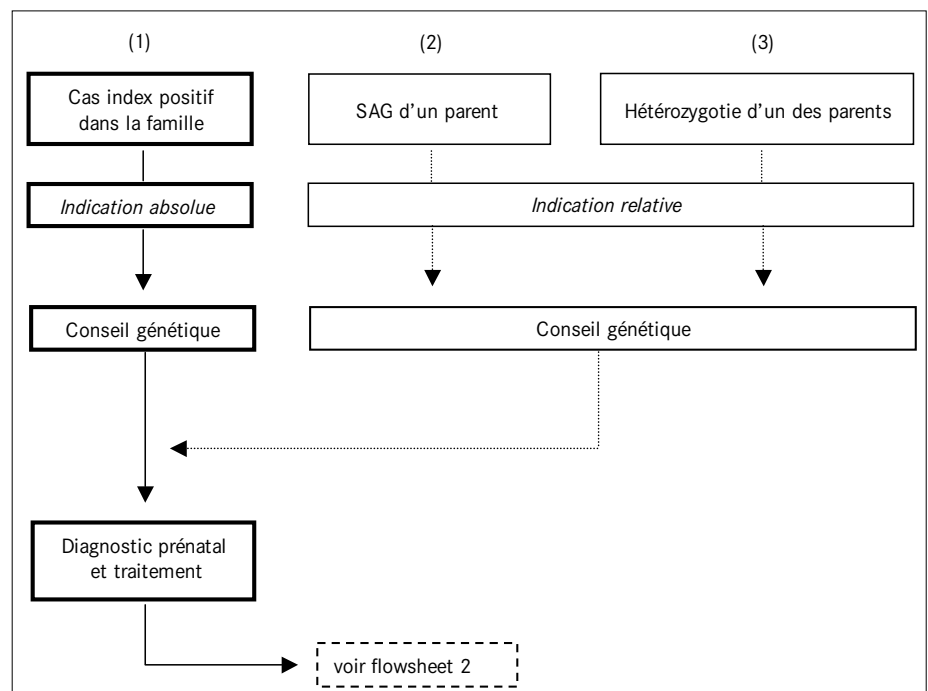 (1)
(2)
(3)
Cas index positif
dans la famille
SAG d'un parent
Hétérozygotie d'un des parents
Indication absolue
Indication relative
Conseil génétique
Conseil génétique
Diagnostic prénatal
et traitement
voir flowsheet 2